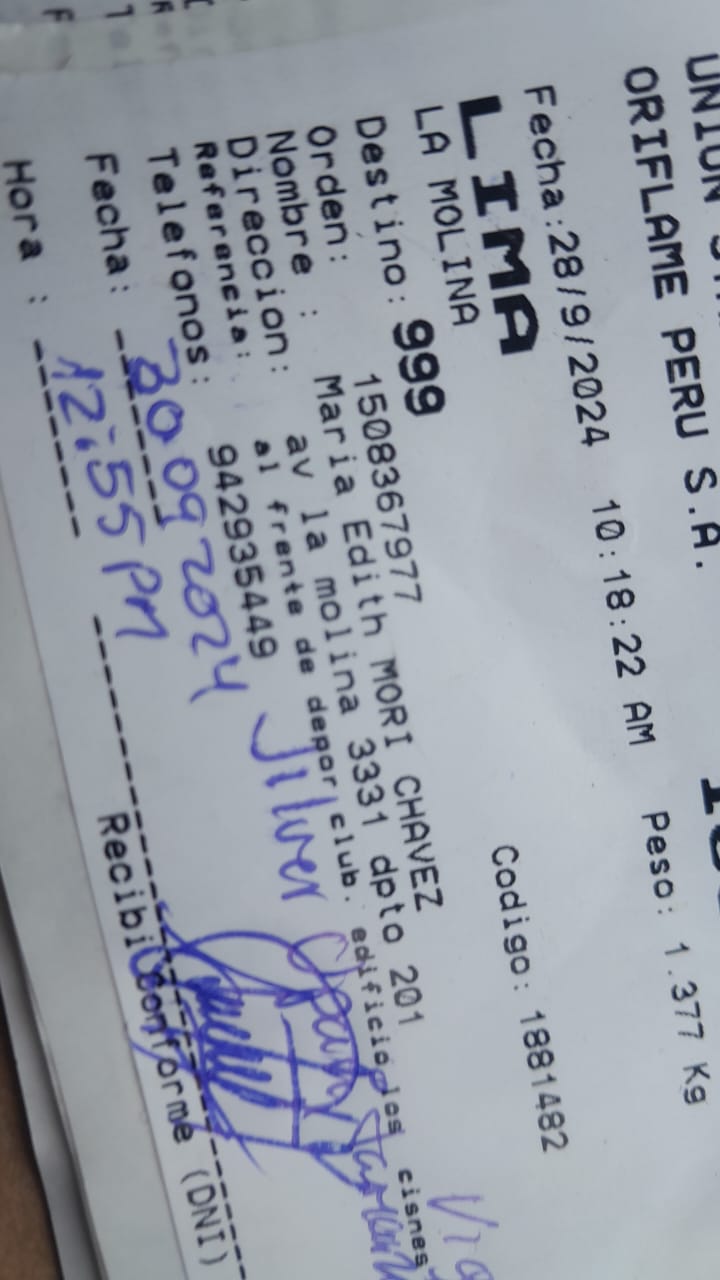 ORIFLAME PERU S.A.
Fecha:28/9/2024 10:18:22 AM Peso: 1.377 Kg
LIMA
LA MOLINA Codigo: 1881482
Destino: 999
Orden: 1508367977
Nombre : Maria Edith MORI CHAVEZ
Direccion: av la molina 3331 dpto 201
Referencia: al frente de depor club. edificio los cisnes
Telefonos: 942935449
Fecha: 30 09 2024 Jilver
Hora : 12:55 PM
Recibi Conforme (DNI)